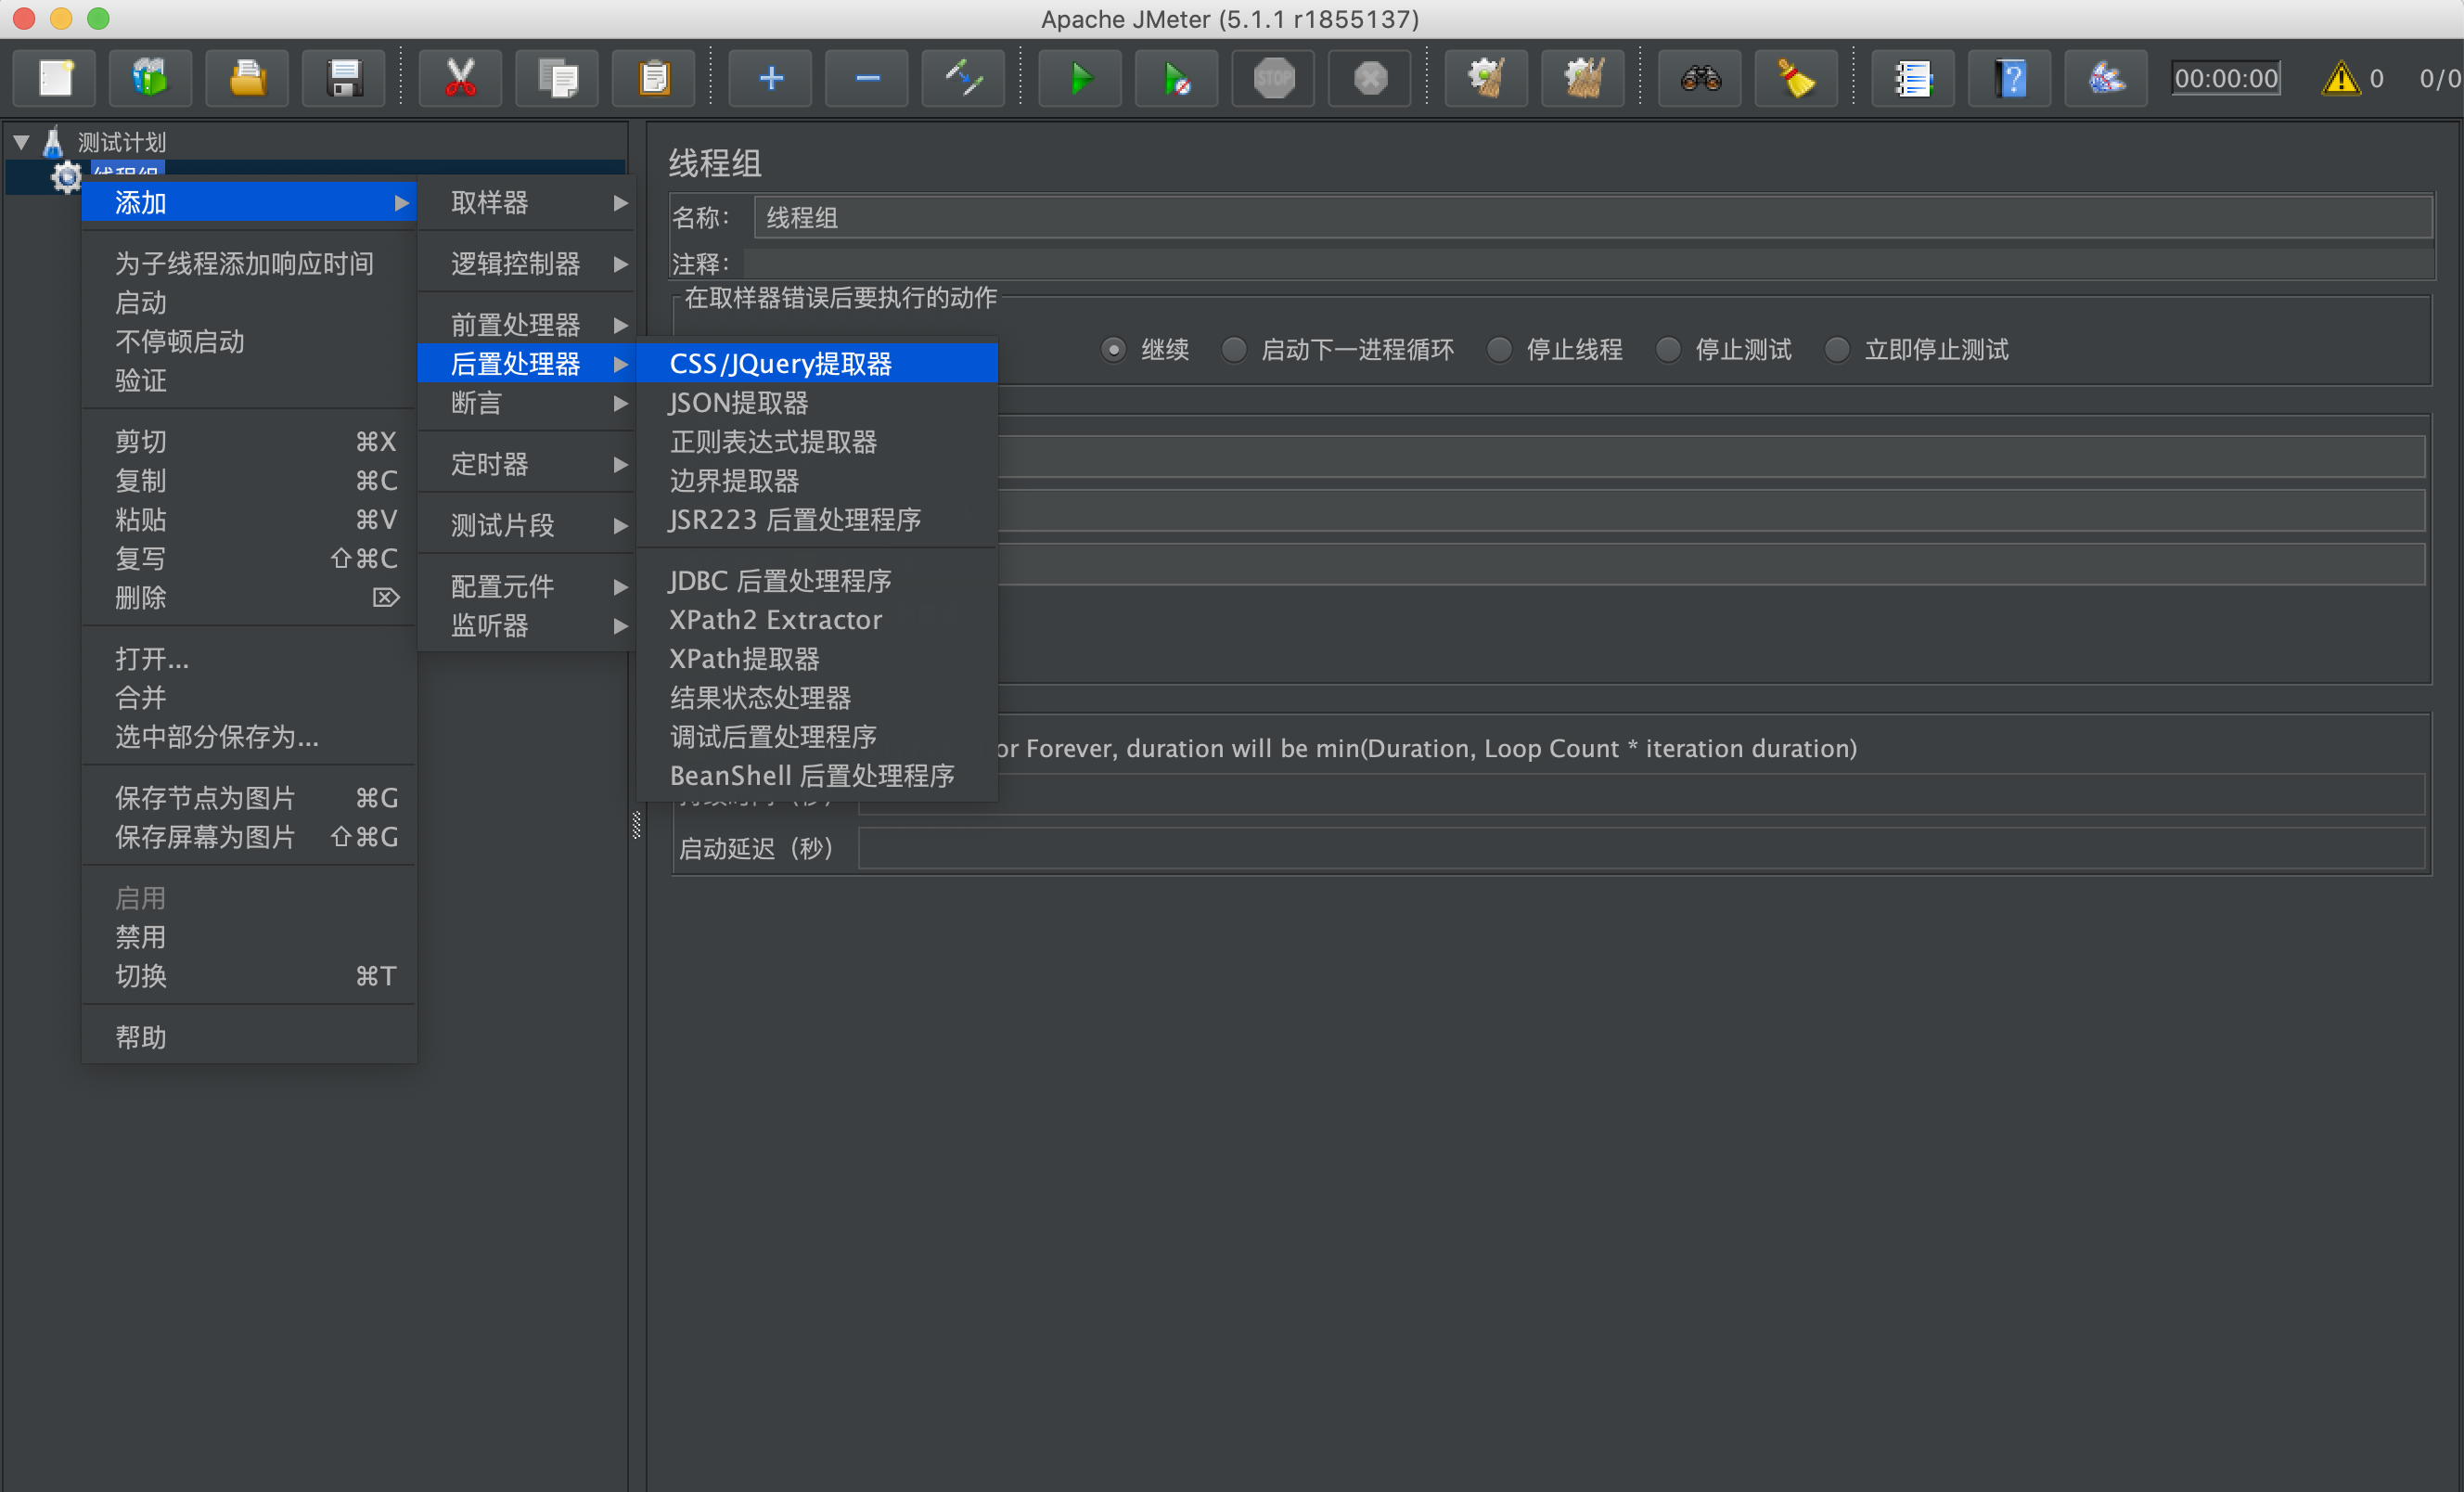 Apache JMeter (5.1.1 r1855137)
STOP
00:00:00
0
0/0
测试计划
线程组
添加
为子线程添加响应时间
启动
不停顿启动
验证
剪切 ⌘X
复制 ⌘C
粘贴 ⌘V
复写 ⇧⌘C
删除 ⌦
打开...
合并
选中部分保存为...
保存节点为图片 ⌘G
保存屏幕为图片 ⇧⌘G
启用
禁用
切换 ⌘T
帮助
取样器
逻辑控制器
前置处理器
后置处理器
断言
定时器
测试片段
配置元件
监听器
CSS/JQuery提取器
JSON提取器
正则表达式提取器
边界提取器
JSR223 后置处理程序
JDBC 后置处理程序
XPath2 Extractor
XPath提取器
结果状态处理器
调试后置处理程序
BeanShell 后置处理程序
线程组
名称： 线程组
注释：
在取样器错误后要执行的动作
继续 启动下一进程循环 停止线程 停止测试 立即停止测试
or Forever, duration will be min(Duration, Loop Count * iteration duration)
启动延迟（秒）